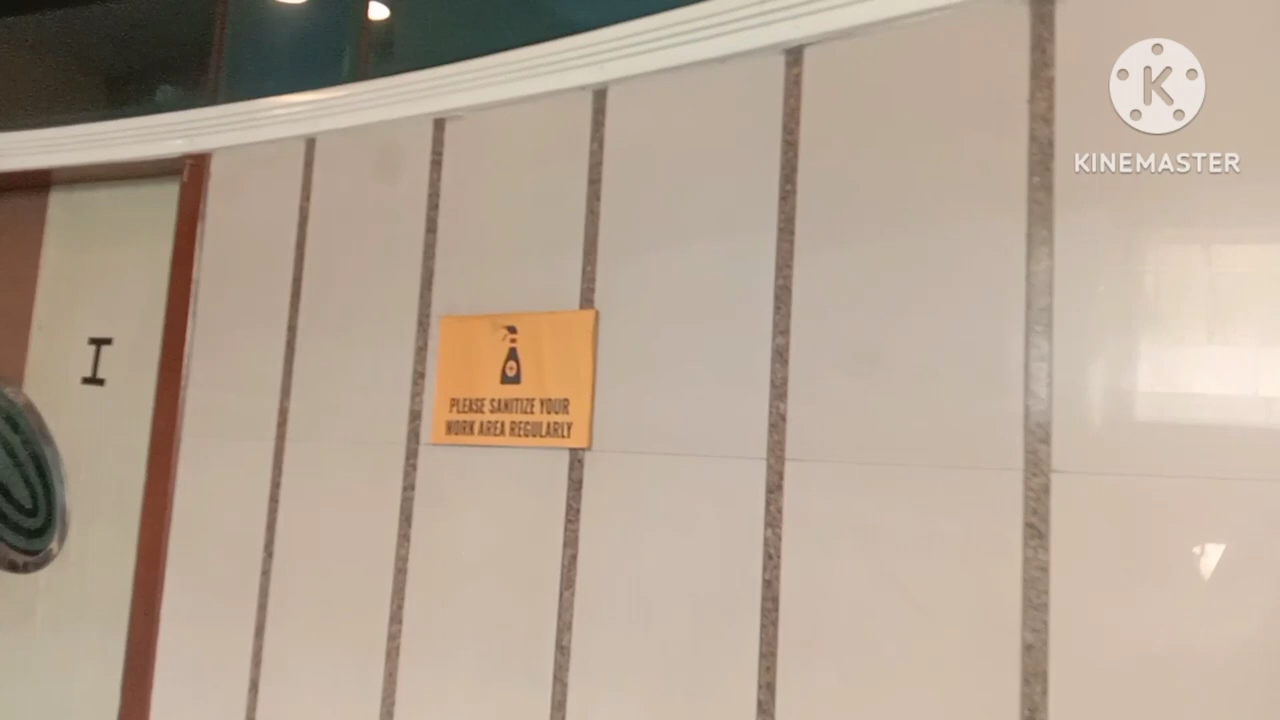 K
KINEMASTER
I
PLEASE SANITIZE YOUR
WORK AREA REGULARLY